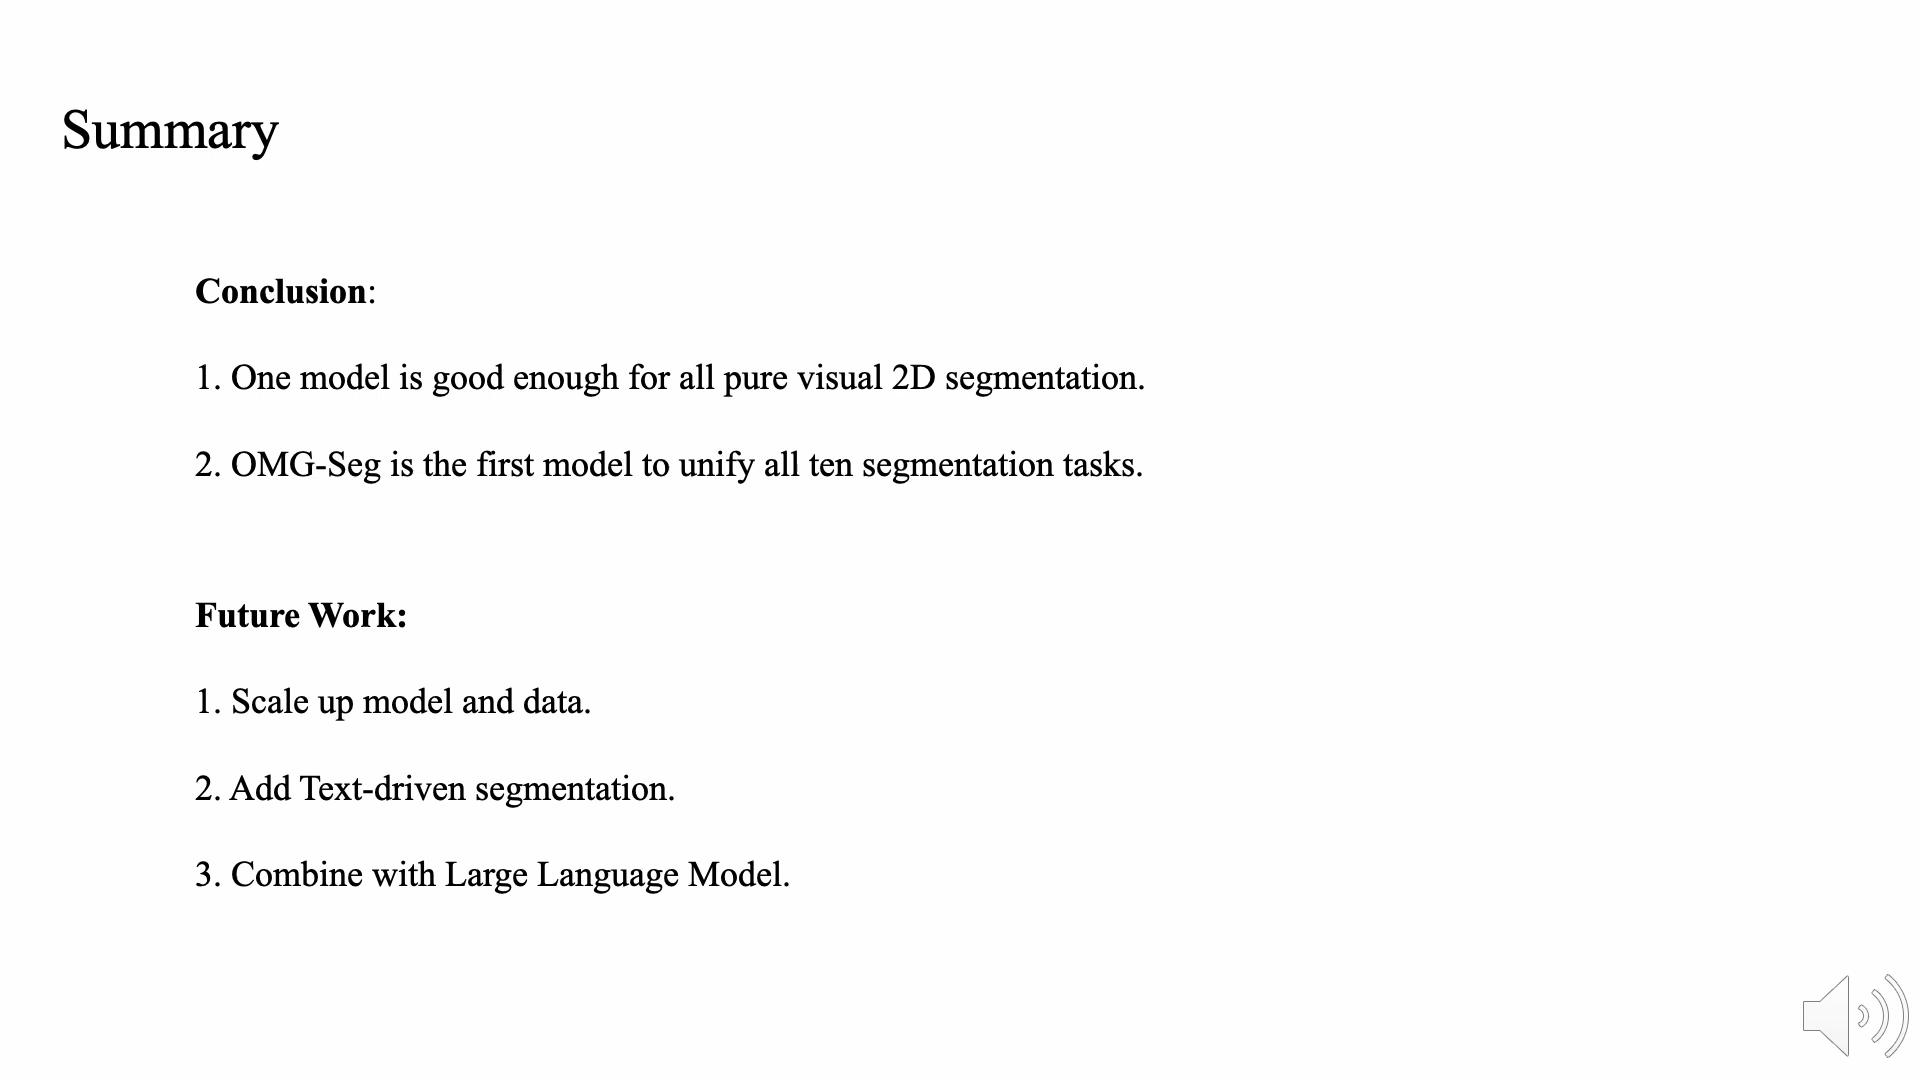 Summary
Conclusion:
1. One model is good enough for all pure visual 2D segmentation.
2. OMG-Seg is the first model to unify all ten segmentation tasks.
Future Work:
1. Scale up model and data.
2. Add Text-driven segmentation.
3. Combine with Large Language Model.